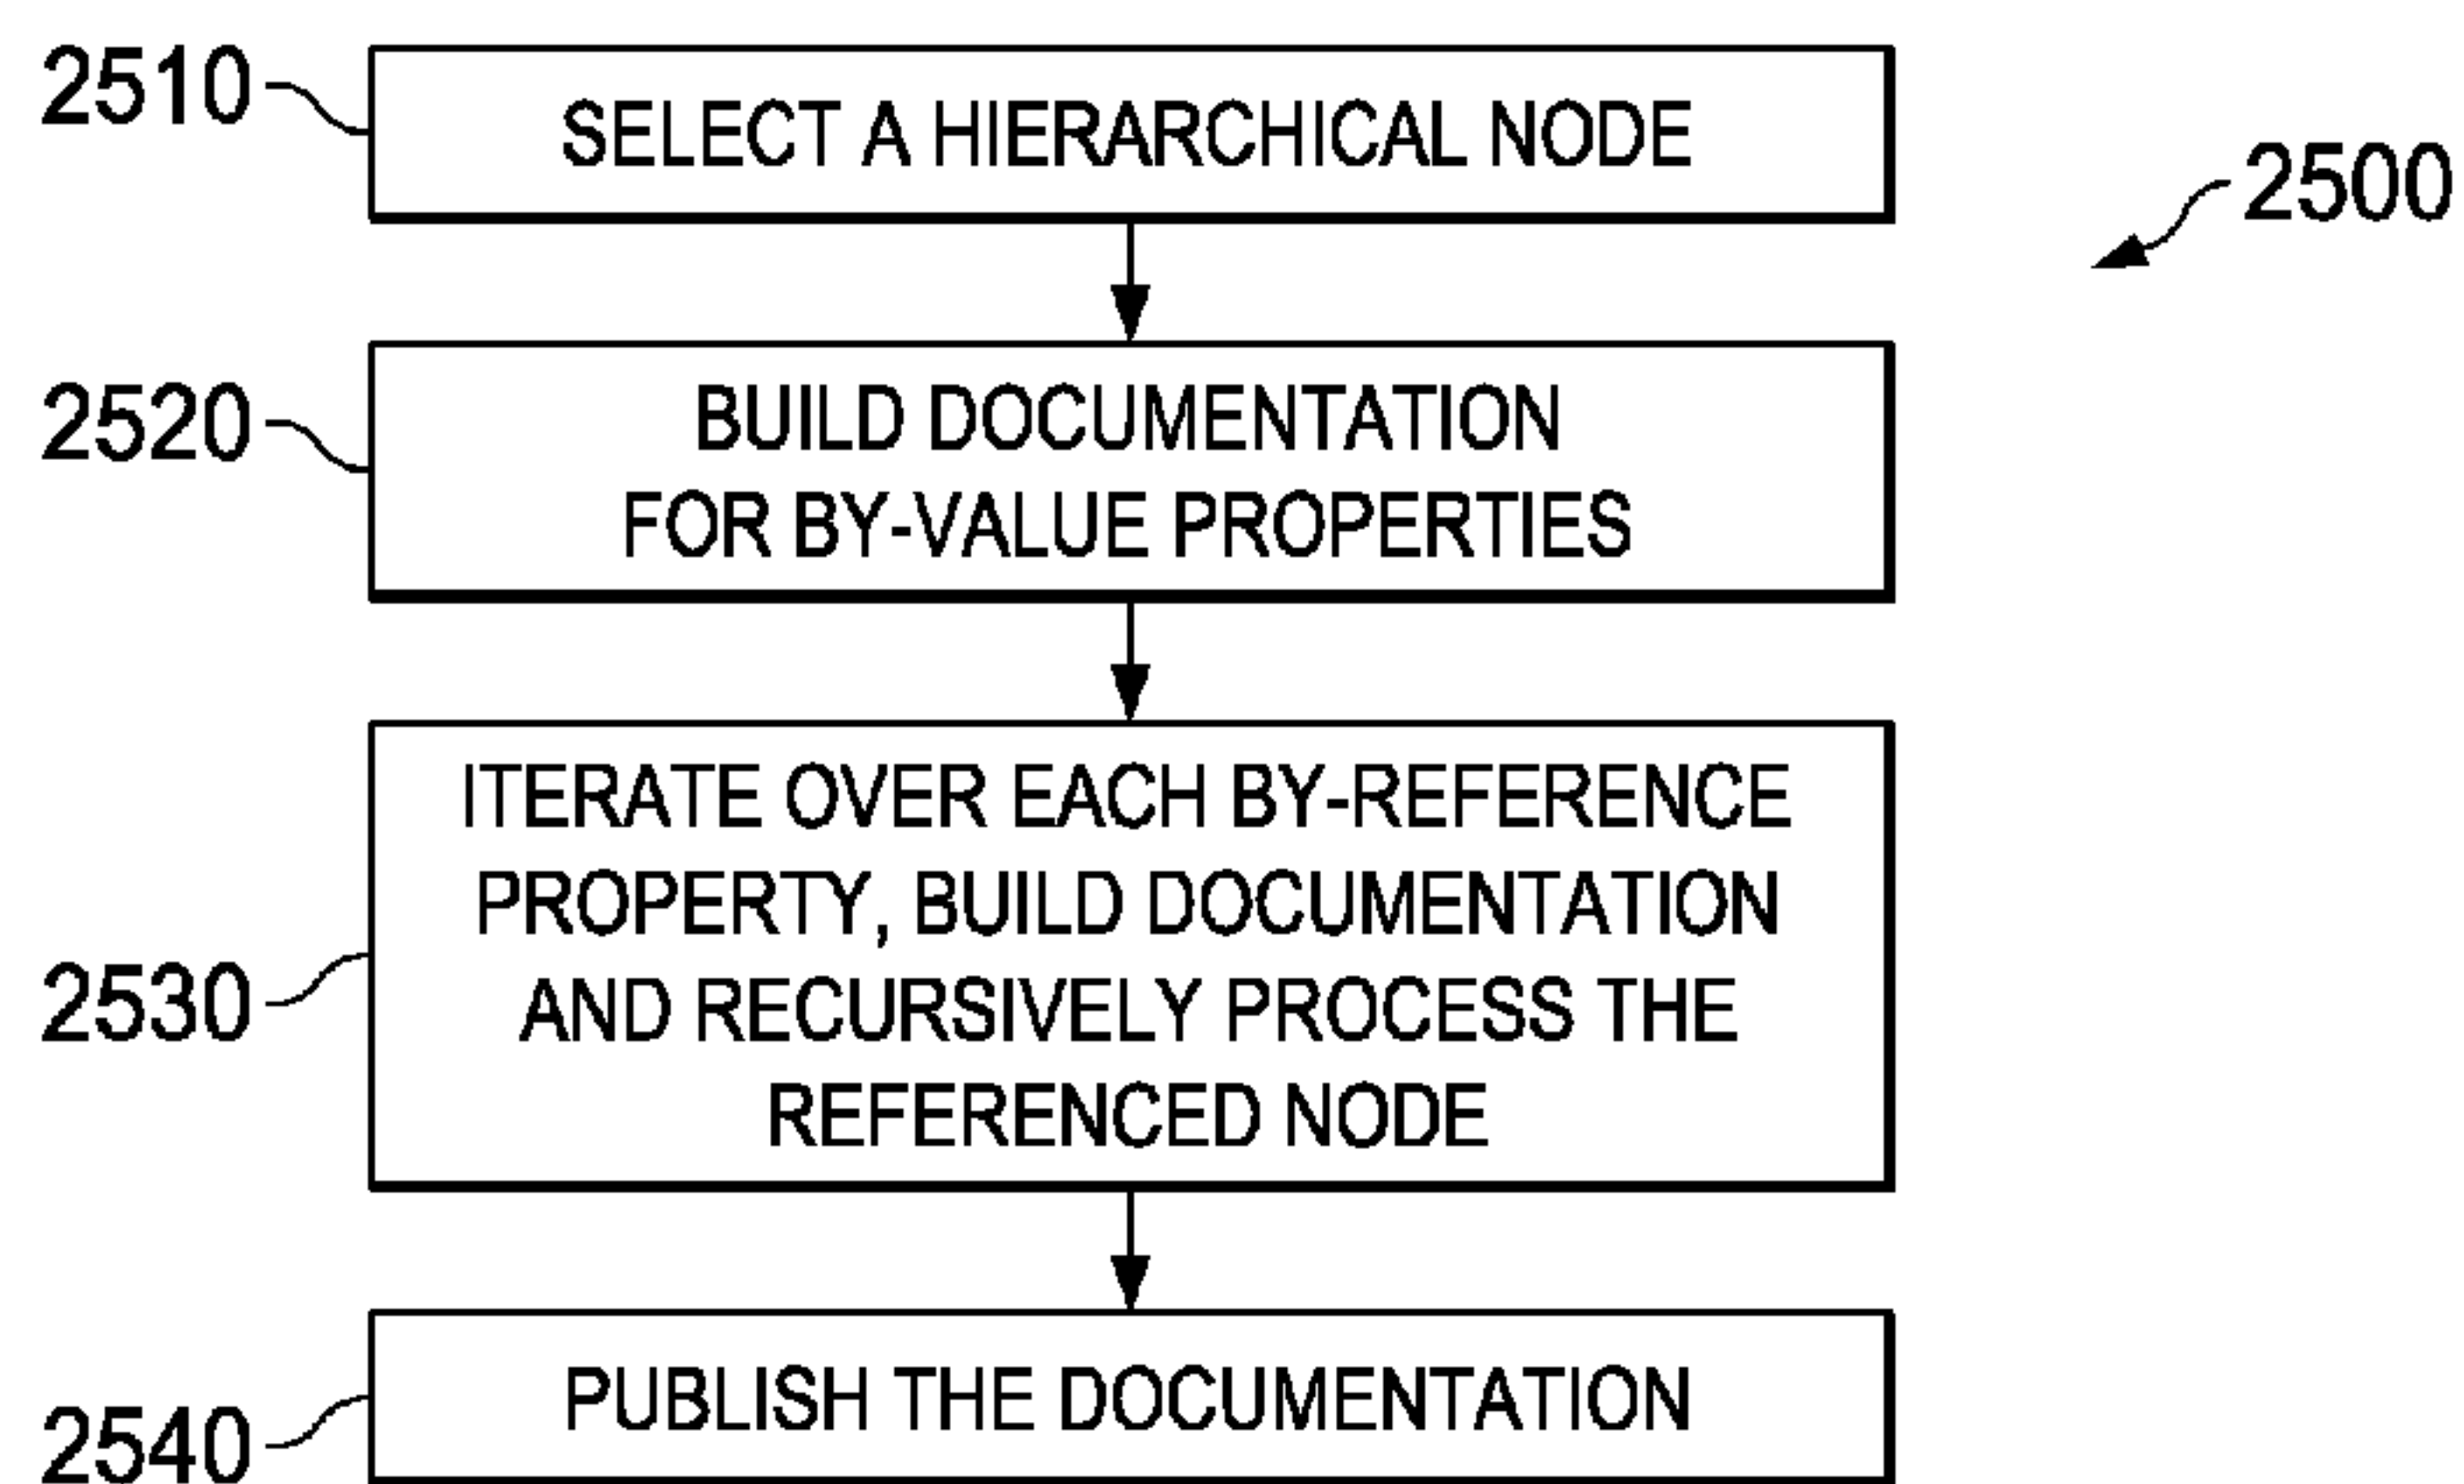 2510
SELECT A HIERARCHICAL NODE
2500
2520
BUILD DOCUMENTATION
FOR BY-VALUE PROPERTIES
2530
ITERATE OVER EACH BY-REFERENCE
PROPERTY, BUILD DOCUMENTATION
AND RECURSIVELY PROCESS THE
REFERENCED NODE
2540
PUBLISH THE DOCUMENTATION